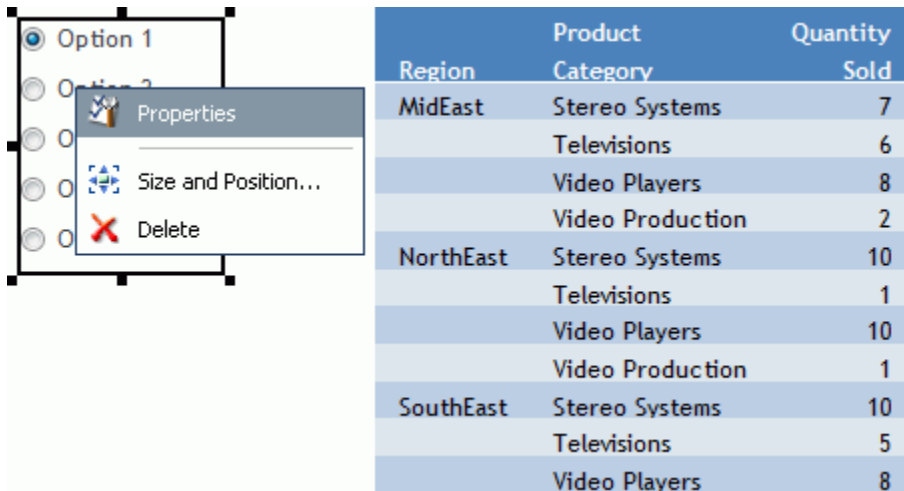 Option 1
Properties
Size and Position...
Delete
Product Quantity
Region Category Sold
MidEast Stereo Systems 7
Televisions 6
Video Players 8
Video Production 2
NorthEast Stereo Systems 10
Televisions 1
Video Players 10
Video Production 1
SouthEast Stereo Systems 10
Televisions 5
Video Players 8